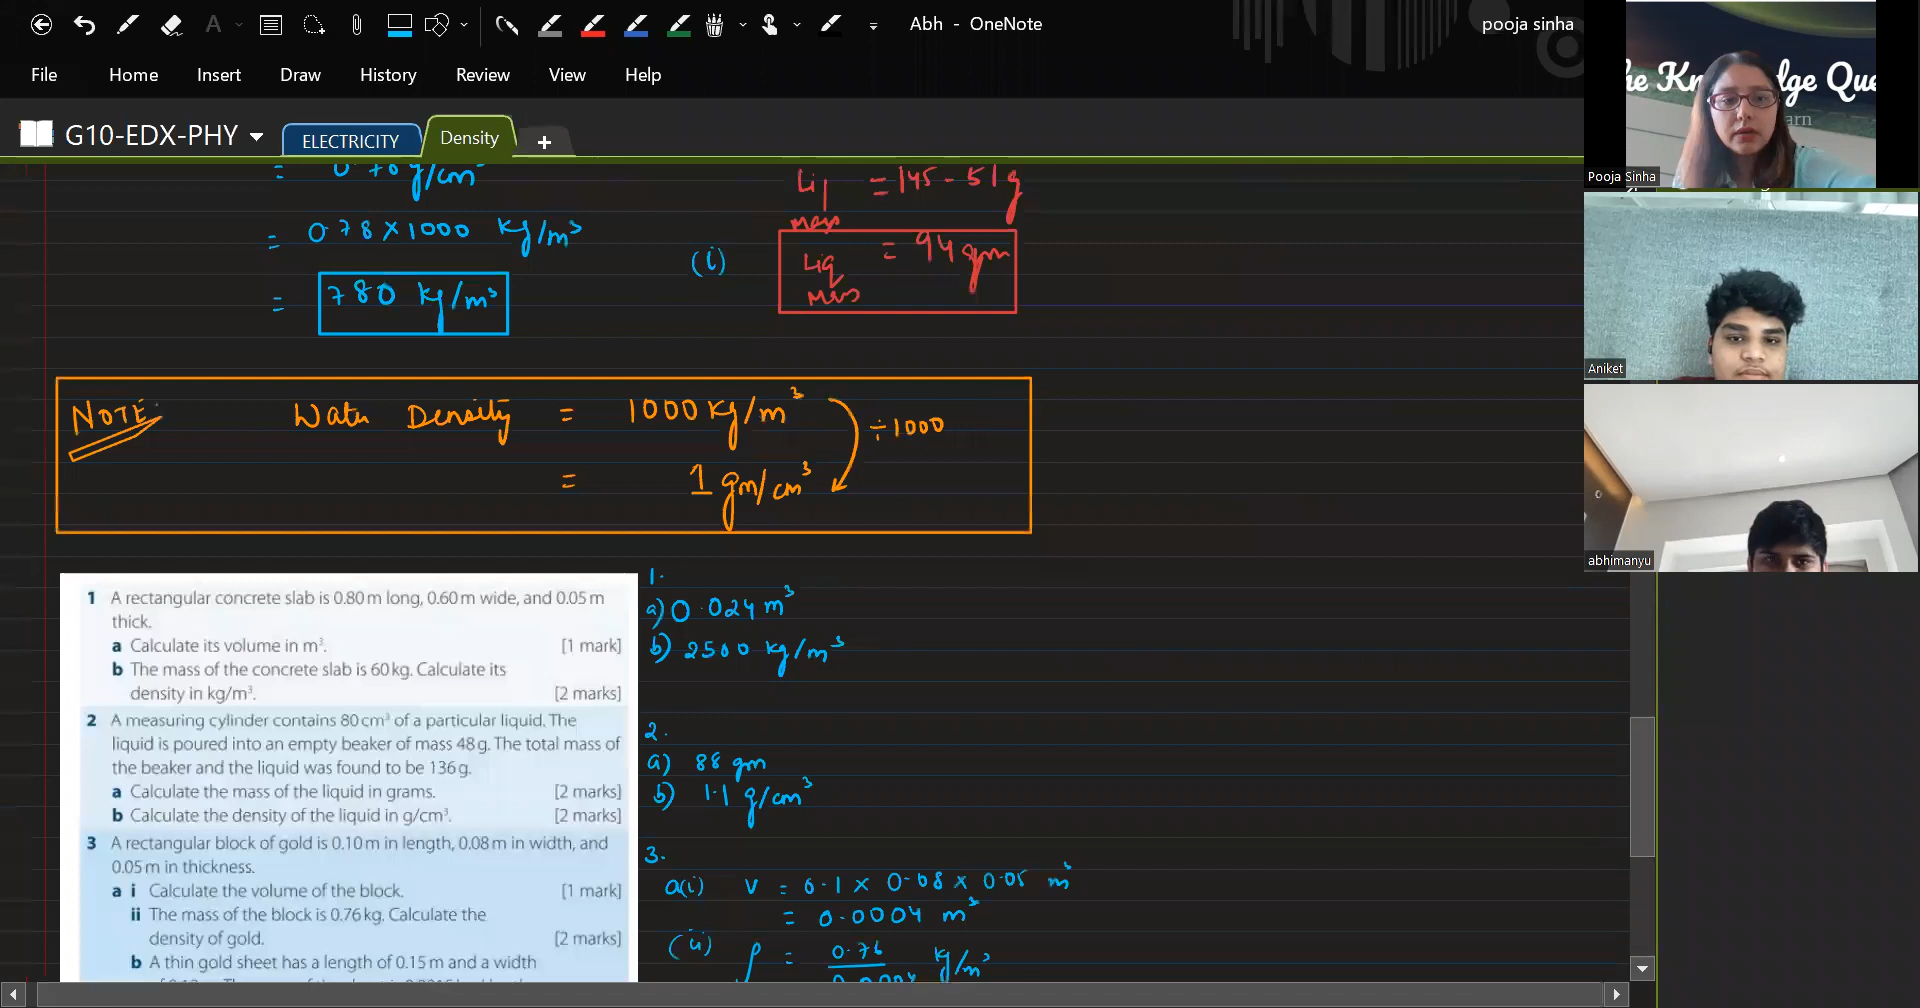 Abh - OneNote
pooja sinha
File Home Insert Draw History Review View Help
G10-EDX-PHY
ELECTRICITY
Density
+
= 0.78 g/cm³
= 0.78 × 1000 kg/m³
= 780 kg/m³
Liq mass = 145 - 51 g
(i)
Liq mass = 94 gm
NOTE
Water Density = 1000 kg/m³
÷1000
= 1 gm/cm³
1 A rectangular concrete slab is 0.80 m long, 0.60 m wide, and 0.05 m
thick.
a Calculate its volume in m³. [1 mark]
b The mass of the concrete slab is 60 kg. Calculate its
density in kg/m³. [2 marks]
2 A measuring cylinder contains 80 cm³ of a particular liquid. The
liquid is poured into an empty beaker of mass 48 g. The total mass of
the beaker and the liquid was found to be 136 g.
a Calculate the mass of the liquid in grams. [2 marks]
b Calculate the density of the liquid in g/cm³. [2 marks]
3 A rectangular block of gold is 0.10 m in length, 0.08 m in width, and
0.05 m in thickness.
a i Calculate the volume of the block. [1 mark]
ii The mass of the block is 0.76 kg. Calculate the
density of gold. [2 marks]
b A thin gold sheet has a length of 0.15 m and a width
1.
a) 0.024 m³
b) 2500 kg/m³
2.
a) 88 gm
b) 1.1 g/cm³
3.
a(i) v = 0.1 × 0.08 × 0.05 m³
= 0.0004 m³
(ii) ρ = 0.76
0.0004 kg/m³
he Kn dge Que
arn
Pooja Sinha
Aniket
abhimanyu